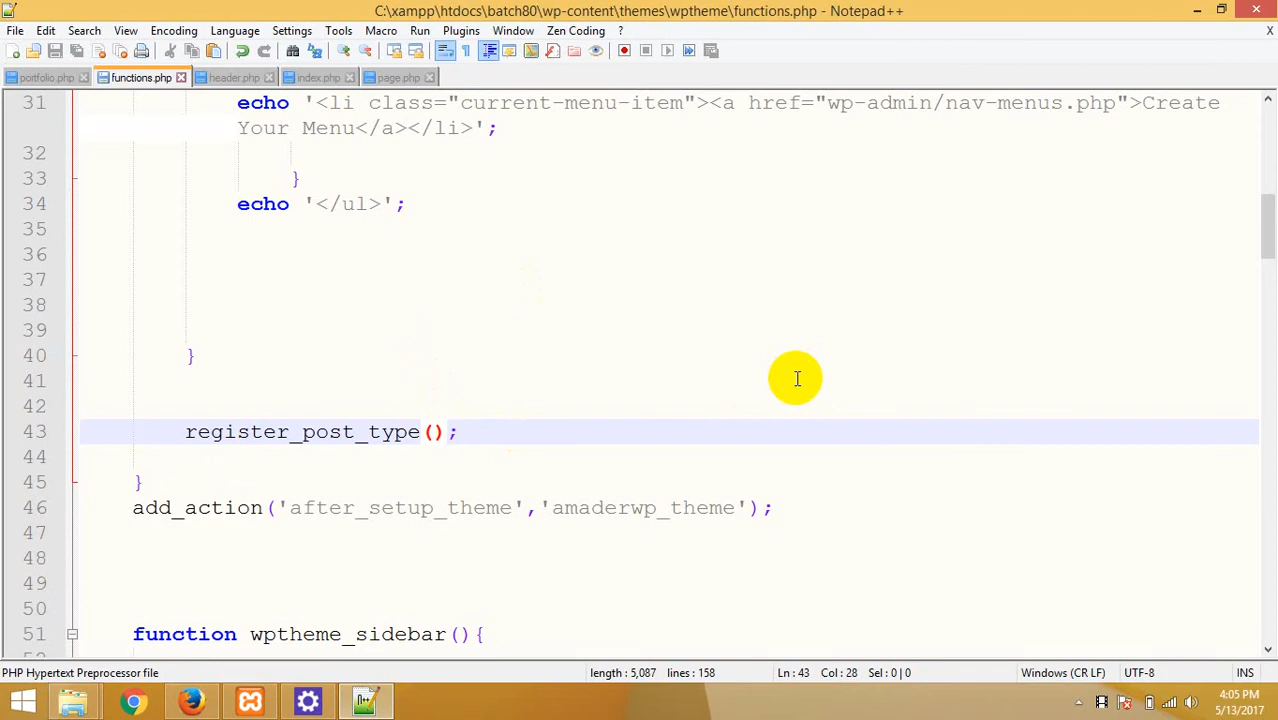 C:\xampp\htdocs\batch80\wp-content\themes\wptheme\functions.php - Notepad++
File Edit Search View Encoding Language Settings Tools Macro Run Plugins Window Zen Coding ? X
portfolio.php functions.php header.php index.php page.php
31 echo '<li class="current-menu-item"><a href="wp-admin/nav-menus.php">Create
Your Menu</a></li>';
32
33 }
34 echo '</ul>';
35
36
37
38
39
40 }
41
42
43 register_post_type();
44
45 }
46 add_action('after_setup_theme','amaderwp_theme');
47
48
49
50
51 function wptheme_sidebar(){
PHP Hypertext Preprocessor file length : 5,087 lines : 158 Ln : 43 Col : 28 Sel : 0 | 0 Windows (CR LF) UTF-8 INS
4:05 PM
5/13/2017